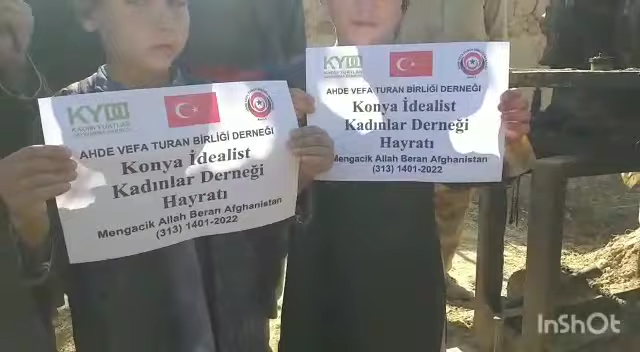 KYM
AHDE VEFA TURAN BİRLİĞİ DERNEĞİ
Konya İdealist
Kadınlar Derneği
Hayratı
Mengacik Allah Beran Afghanistan
(313) 1401-2022
KYM
AHDE VEFA TURAN BİRLİĞİ DERNEĞİ
Konya İdealist
Kadınlar Derneği
Hayratı
Mengacik Allah Beran Afghanistan
(313) 1401-2022
InShOt